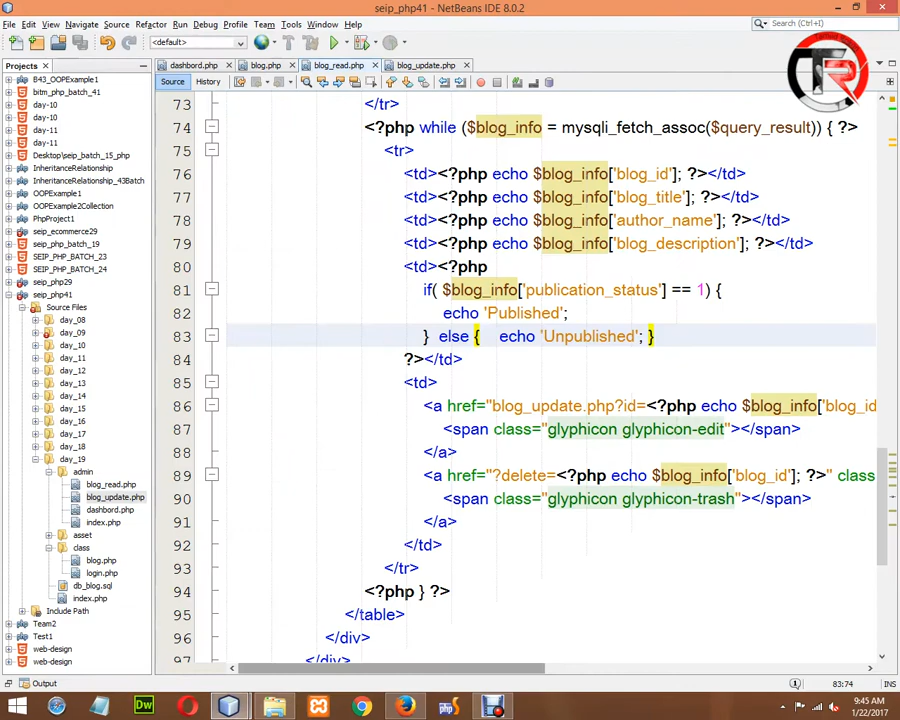 seip_php41 - NetBeans IDE 8.0.2
File Edit View Navigate Source Refactor Run Debug Profile Team Tools Window Help
Search (Ctrl+I)
<default>
Projects
dashbord.php blog.php blog_read.php blog_update.php
Source History
B43_OOPExample1
bitm_php_batch_41
day-10
day-10
day-11
day-11
Desktop\seip_batch_15_php
InheritanceRelationship
InheritanceRelationship_43Batch
OOPExample1
OOPExample2Collection
PhpProject1
seip_ecommerce29
seip_php_batch_19
SEIP_PHP_BATCH_23
SEIP_PHP_BATCH_24
seip_php29
seip_php41
Source Files
day_08
day_09
day_10
day_11
day_12
day_13
day_14
day_15
day_16
day_17
day_18
day_19
admin
blog_read.php
blog_update.php
dashbord.php
index.php
asset
class
blog.php
login.php
db_blog.sql
index.php
Include Path
Team2
Test1
web-design
web-design
73 </tr>
74 <?php while ($blog_info = mysqli_fetch_assoc($query_result)) { ?>
75 <tr>
76 <td><?php echo $blog_info['blog_id']; ?></td>
77 <td><?php echo $blog_info['blog_title']; ?></td>
78 <td><?php echo $blog_info['author_name']; ?></td>
79 <td><?php echo $blog_info['blog_description']; ?></td>
80 <td><?php
81 if( $blog_info['publication_status'] == 1) {
82 echo 'Published';
83 } else { echo 'Unpublished'; }
84 ?></td>
85 <td>
86 <a href="blog_update.php?id=<?php echo $blog_info['blog_id
87 <span class="glyphicon glyphicon-edit"></span>
88 </a>
89 <a href="?delete=<?php echo $blog_info['blog_id']; ?>" class
90 <span class="glyphicon glyphicon-trash"></span>
91 </a>
92 </td>
93 </tr>
94 <?php } ?>
95 </table>
96 </div>
97 </div>
Output
83:74 INS
Dw
php
9:45 AM
1/22/2017